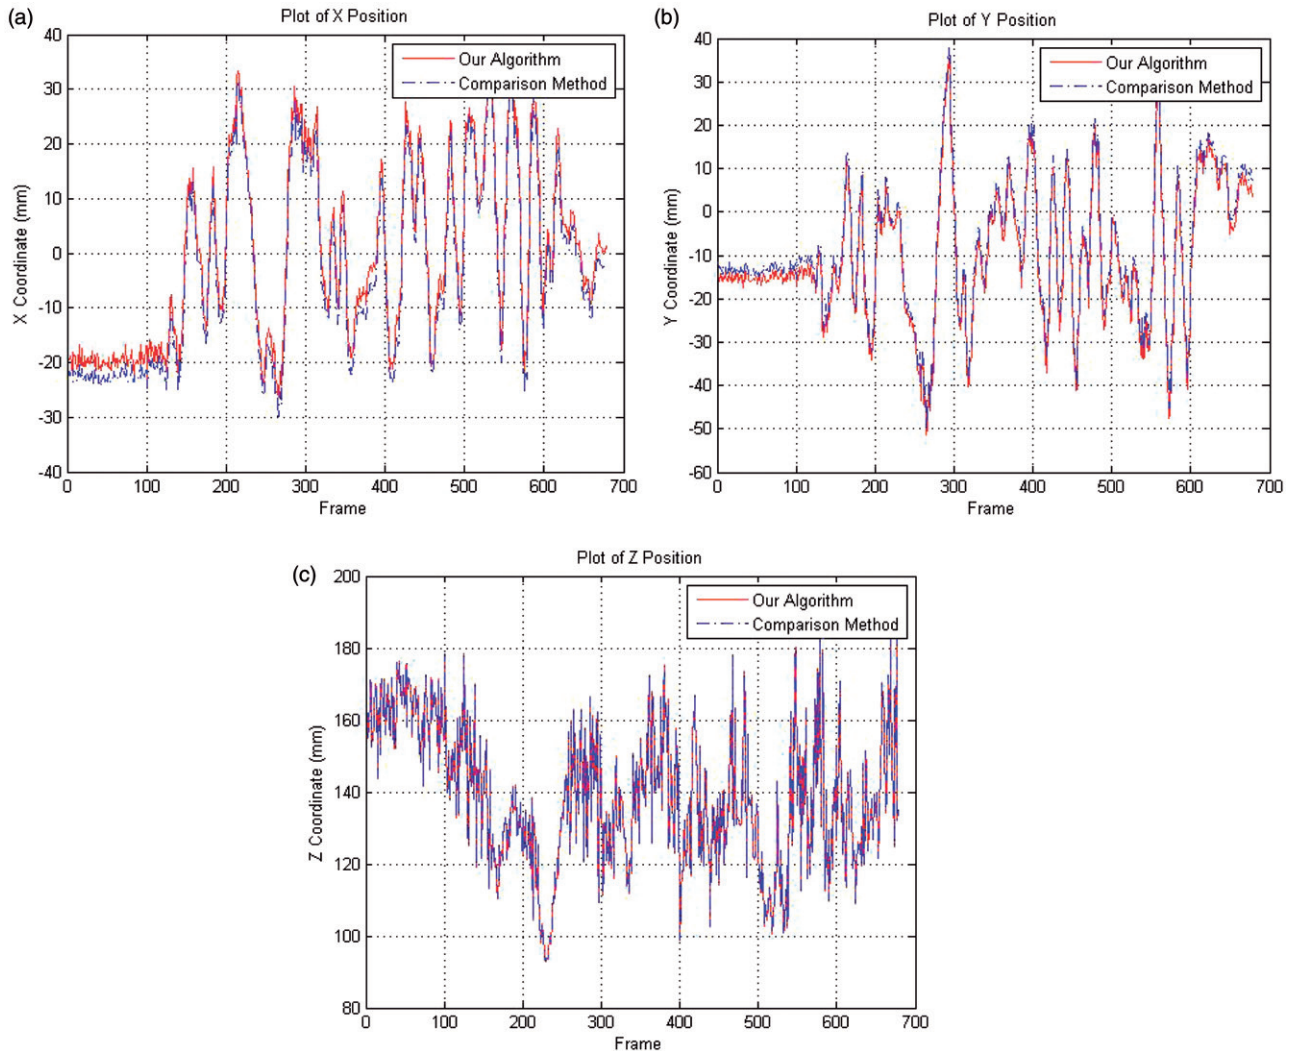 (a)
Plot of X Position
40
30
20
10
0
-10
-20
-30
-40
X Coordinate (mm)
Our Algorithm
Comparison Method
0 100 200 300 400 500 600 700
Frame
(b)
Plot of Y Position
40
30
20
10
0
-10
-20
-30
-40
-50
-60
Y Coordinate (mm)
Our Algorithm
Comparison Method
0 100 200 300 400 500 600 700
Frame
(c)
Plot of Z Position
200
180
160
140
120
100
80
Z Coordinate (mm)
Our Algorithm
Comparison Method
0 100 200 300 400 500 600 700
Frame